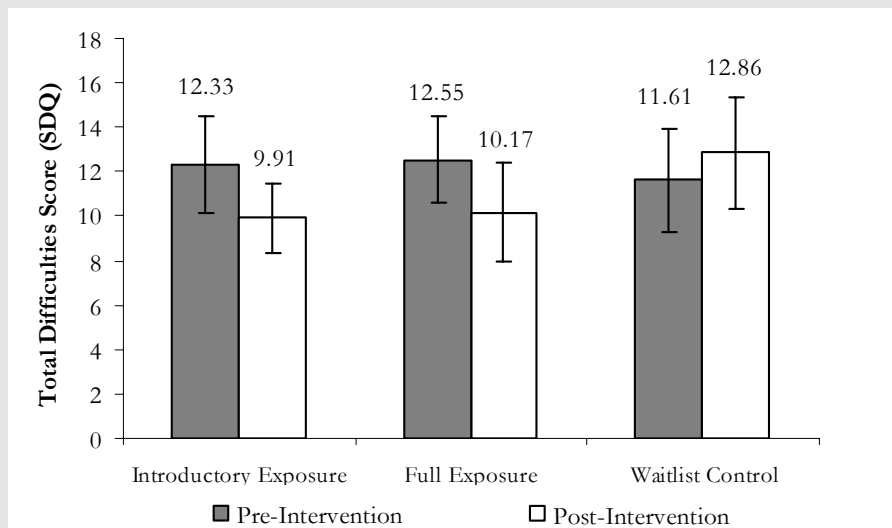 Total Difficulties Score (SDQ)
18
16
14
12
10
8
6
4
2
0
12.33
9.91
12.55
10.17
11.61
12.86
Introductory Exposure
Full Exposure
Waitlist Control
Pre-Intervention
Post-Intervention